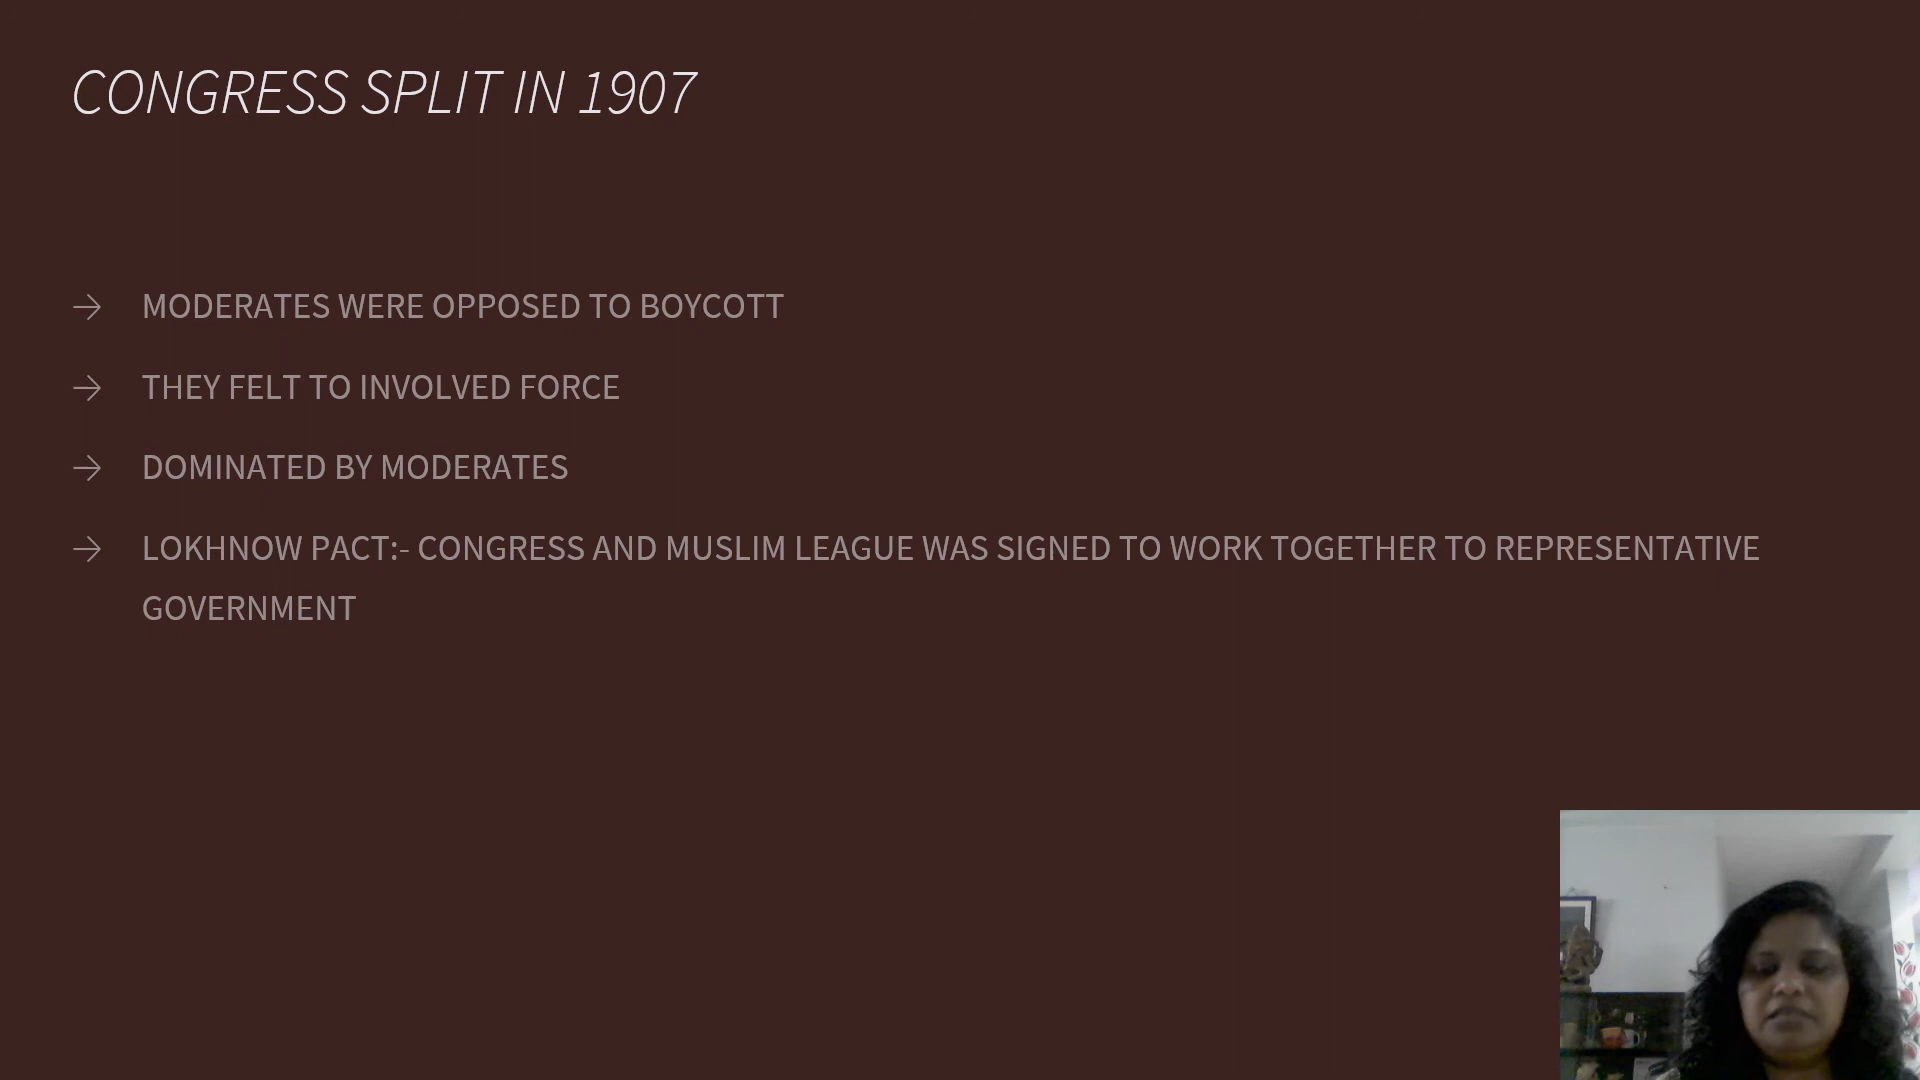 CONGRESS SPLIT IN 1907
→ MODERATES WERE OPPOSED TO BOYCOTT
→ THEY FELT TO INVOLVED FORCE
→ DOMINATED BY MODERATES
→ LOKHNOW PACT:- CONGRESS AND MUSLIM LEAGUE WAS SIGNED TO WORK TOGETHER TO REPRESENTATIVE
GOVERNMENT